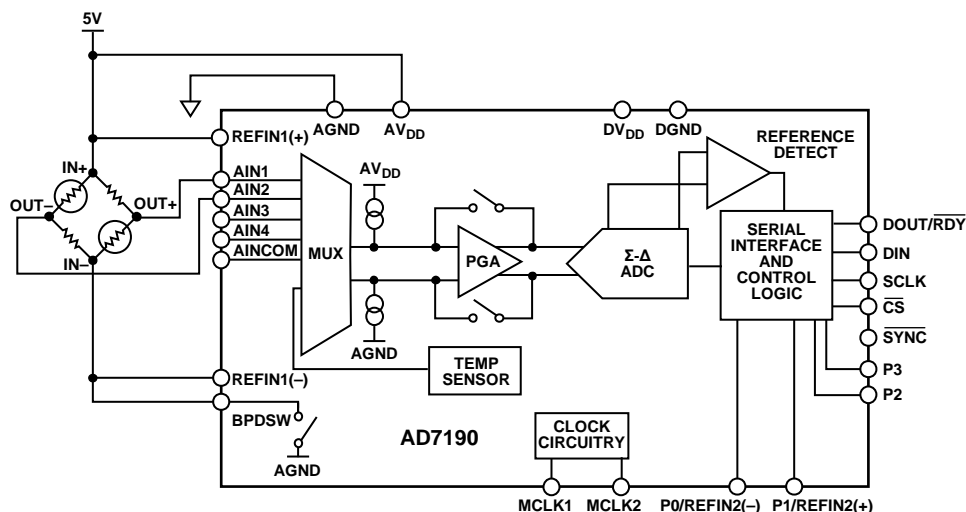 5V
AGND
AVDD
DVDD
DGND
REFIN1(+)
REFERENCE
DETECT
IN+
OUT–
OUT+
IN–
AIN1
AIN2
AIN3
AIN4
AINCOM
MUX
AVDD
PGA
AGND
Σ-Δ
ADC
SERIAL
INTERFACE
AND
CONTROL
LOGIC
DOUT/RDY
DIN
SCLK
CS
SYNC
P3
P2
TEMP
SENSOR
REFIN1(–)
BPDSW
AGND
AD7190
CLOCK
CIRCUITRY
MCLK1
MCLK2
P0/REFIN2(–)
P1/REFIN2(+)